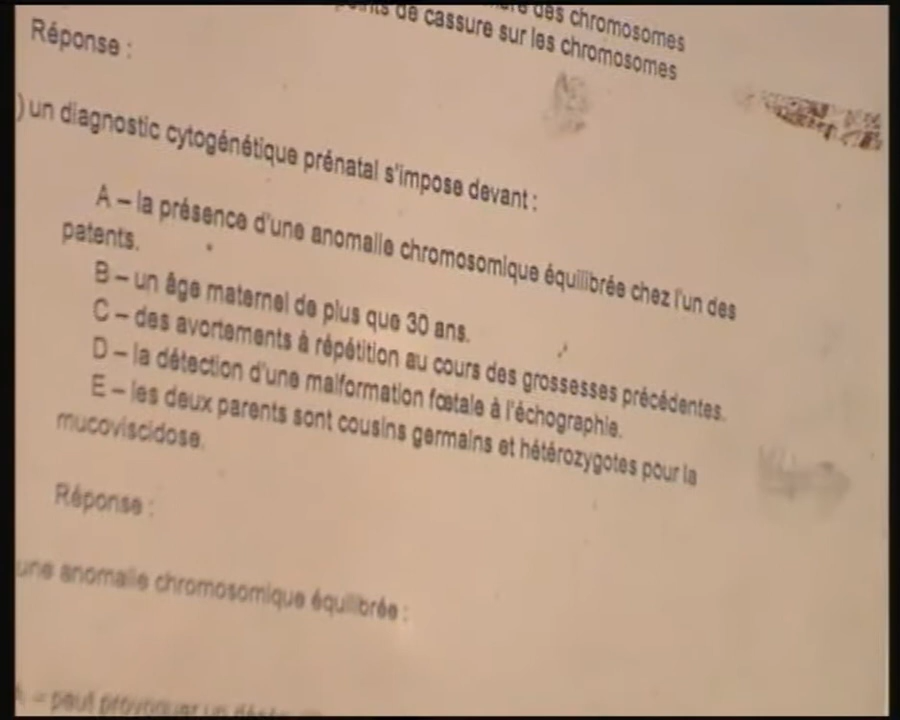 des chromosomes
points de cassure sur les chromosomes
Réponse :
) un diagnostic cytogénétique prénatal s'impose devant :
A – la présence d'une anomalie chromosomique équilibrée chez l'un des
patents.
B – un âge maternel de plus que 30 ans.
C – des avortements à répétition au cours des grossesses précédentes.
D – la détection d'une malformation fœtale à l'échographie.
E – les deux parents sont cousins germains et hétérozygotes pour la
mucoviscidose.
Réponse :
une anomalie chromosomique équilibrée :
– peut provoquer un